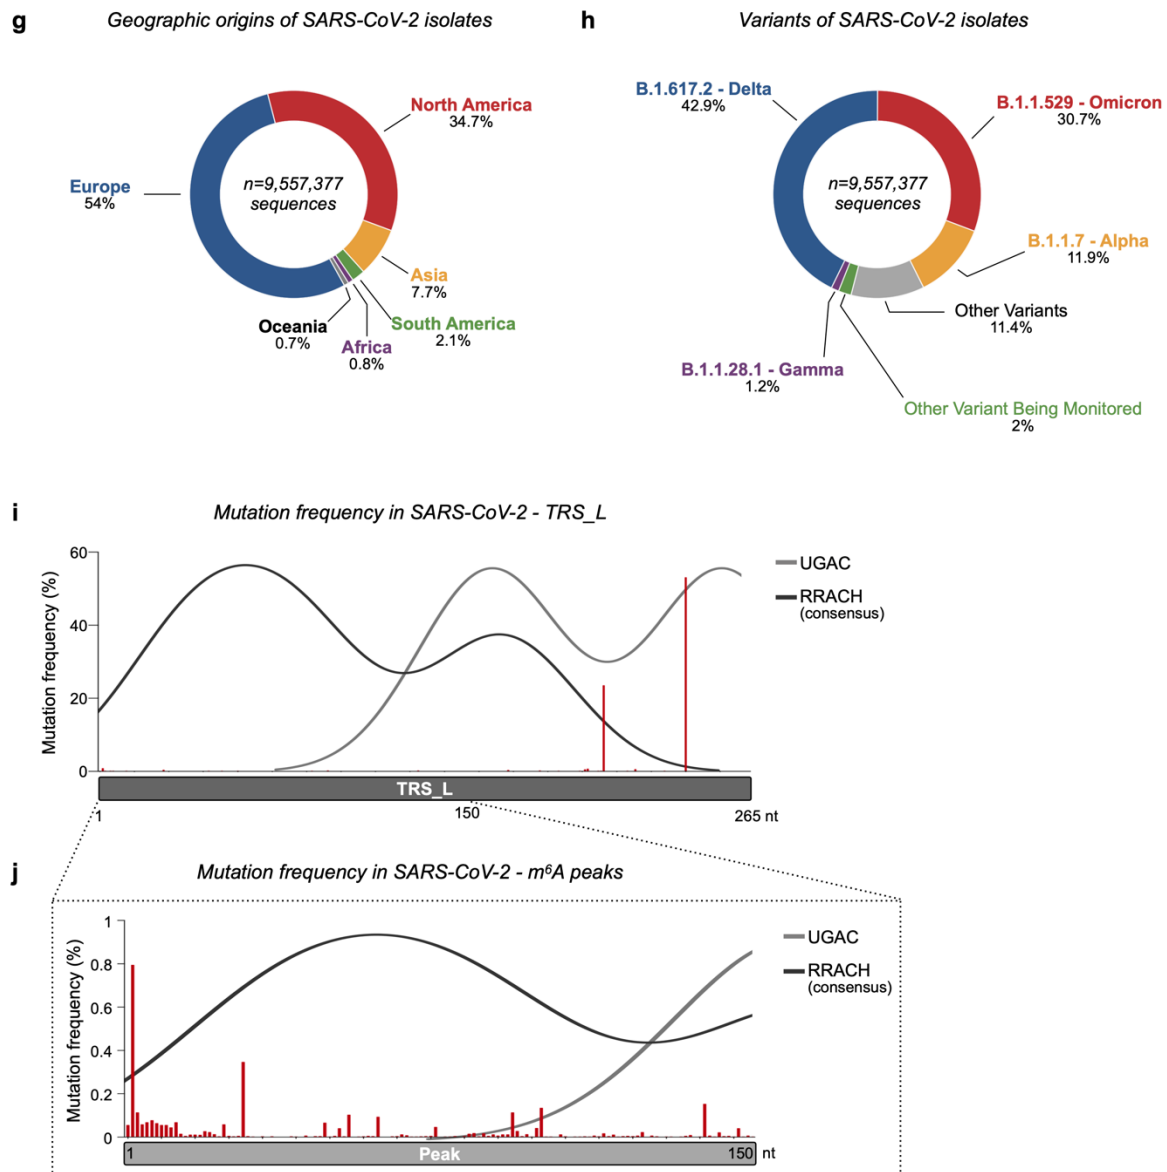 g
Geographic origins of SARS-CoV-2 isolates
North America
34.7%
Europe
54%
n=9,557,377
sequences
Asia
7.7%
South America
2.1%
Oceania
0.7%
Africa
0.8%
h
Variants of SARS-CoV-2 isolates
B.1.617.2 - Delta
42.9%
B.1.1.529 - Omicron
30.7%
n=9,557,377
sequences
B.1.1.7 - Alpha
11.9%
Other Variants
11.4%
B.1.1.28.1 - Gamma
1.2%
Other Variant Being Monitored
2%
i
Mutation frequency in SARS-CoV-2 - TRS_L
Mutation frequency (%)
60
40
20
0
UGAC
RRACH
(consensus)
TRS_L
1
150
265 nt
j
Mutation frequency in SARS-CoV-2 - m⁶A peaks
Mutation frequency (%)
1
0.8
0.6
0.4
0.2
0
UGAC
RRACH
(consensus)
1
Peak
150
nt